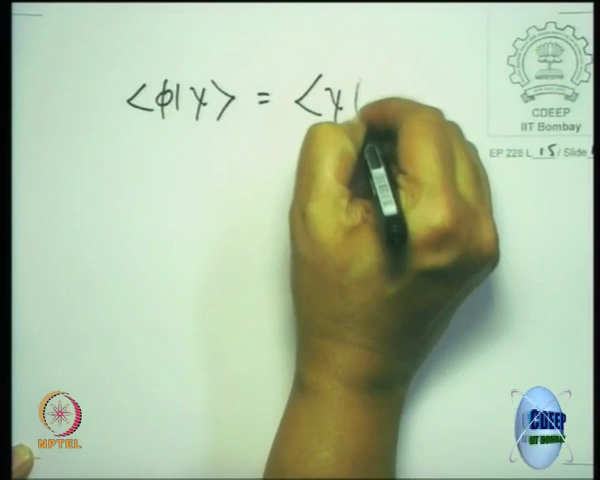 <φ|ψ> = <ψ|
CDEEP
IIT Bombay
EP 228 L 15 / Slide
NPTEL
CDEEP
IIT BOMBAY